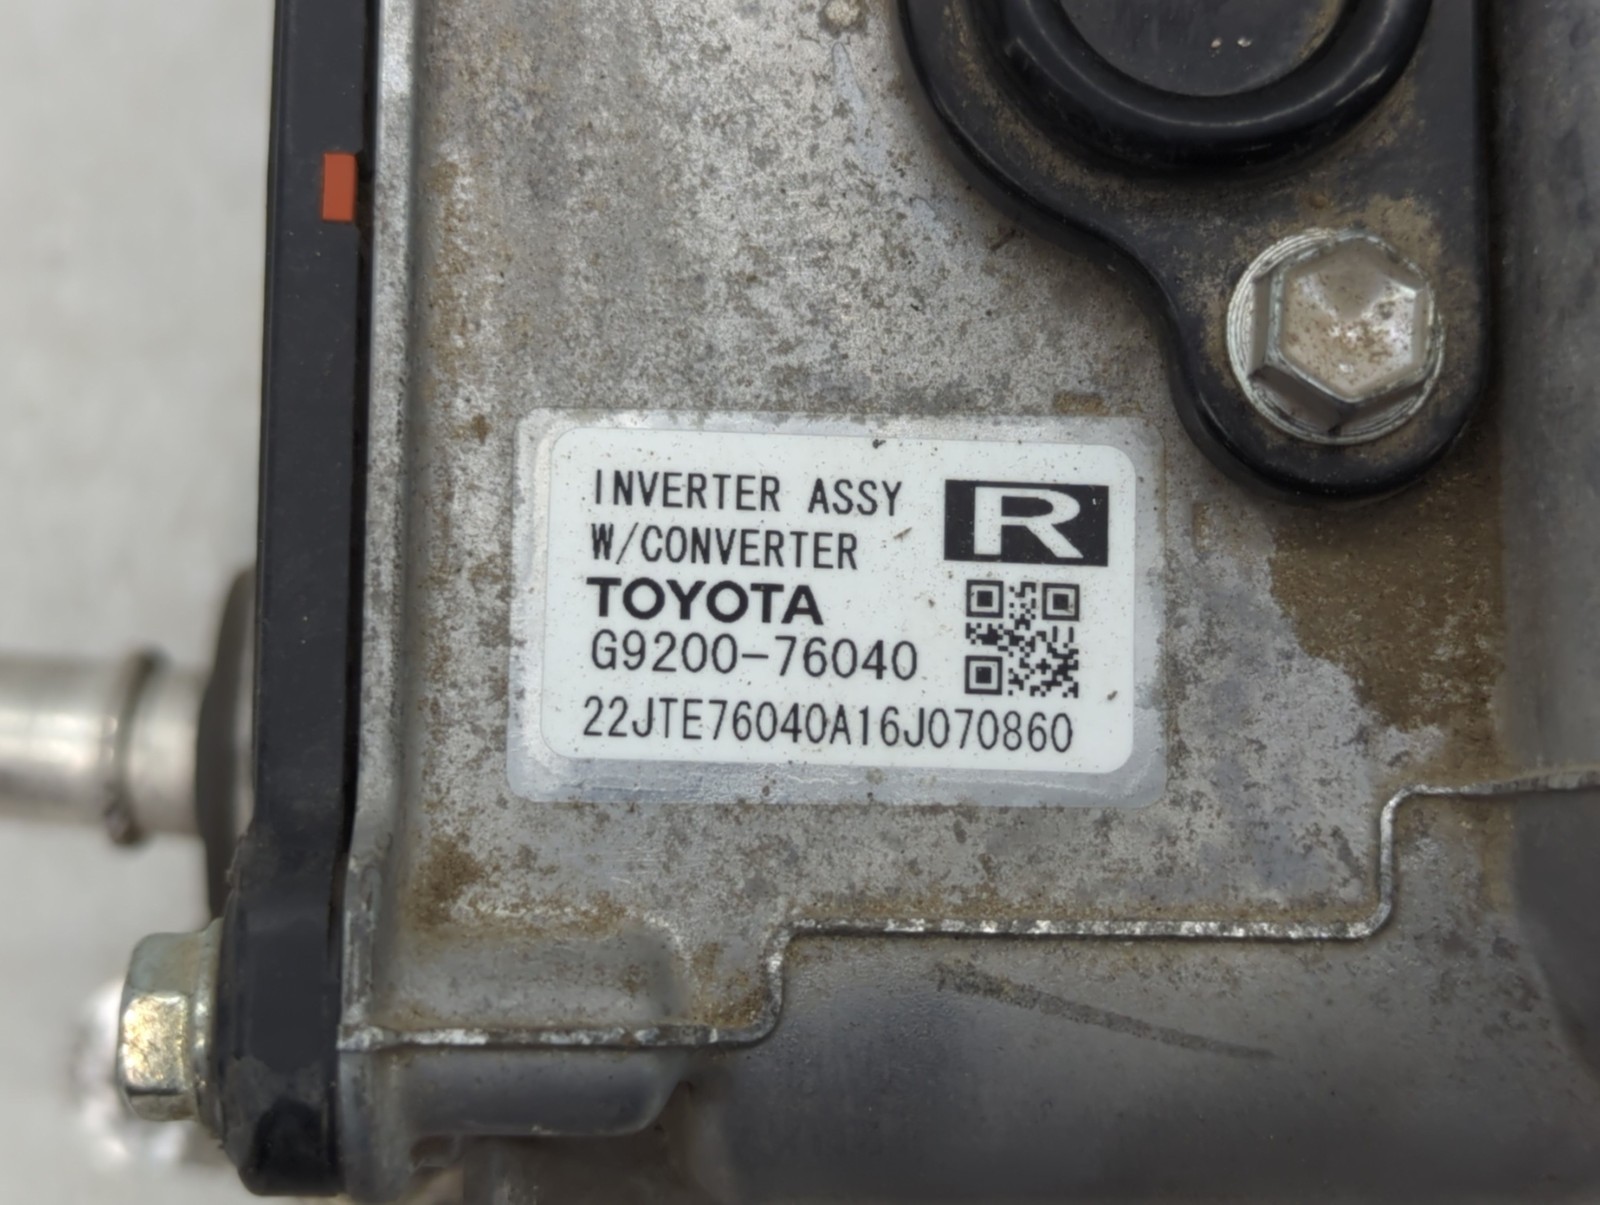 INVERTER ASSY
W/CONVERTER
R
TOYOTA
G9200-76040
22JTE76040A16J070860